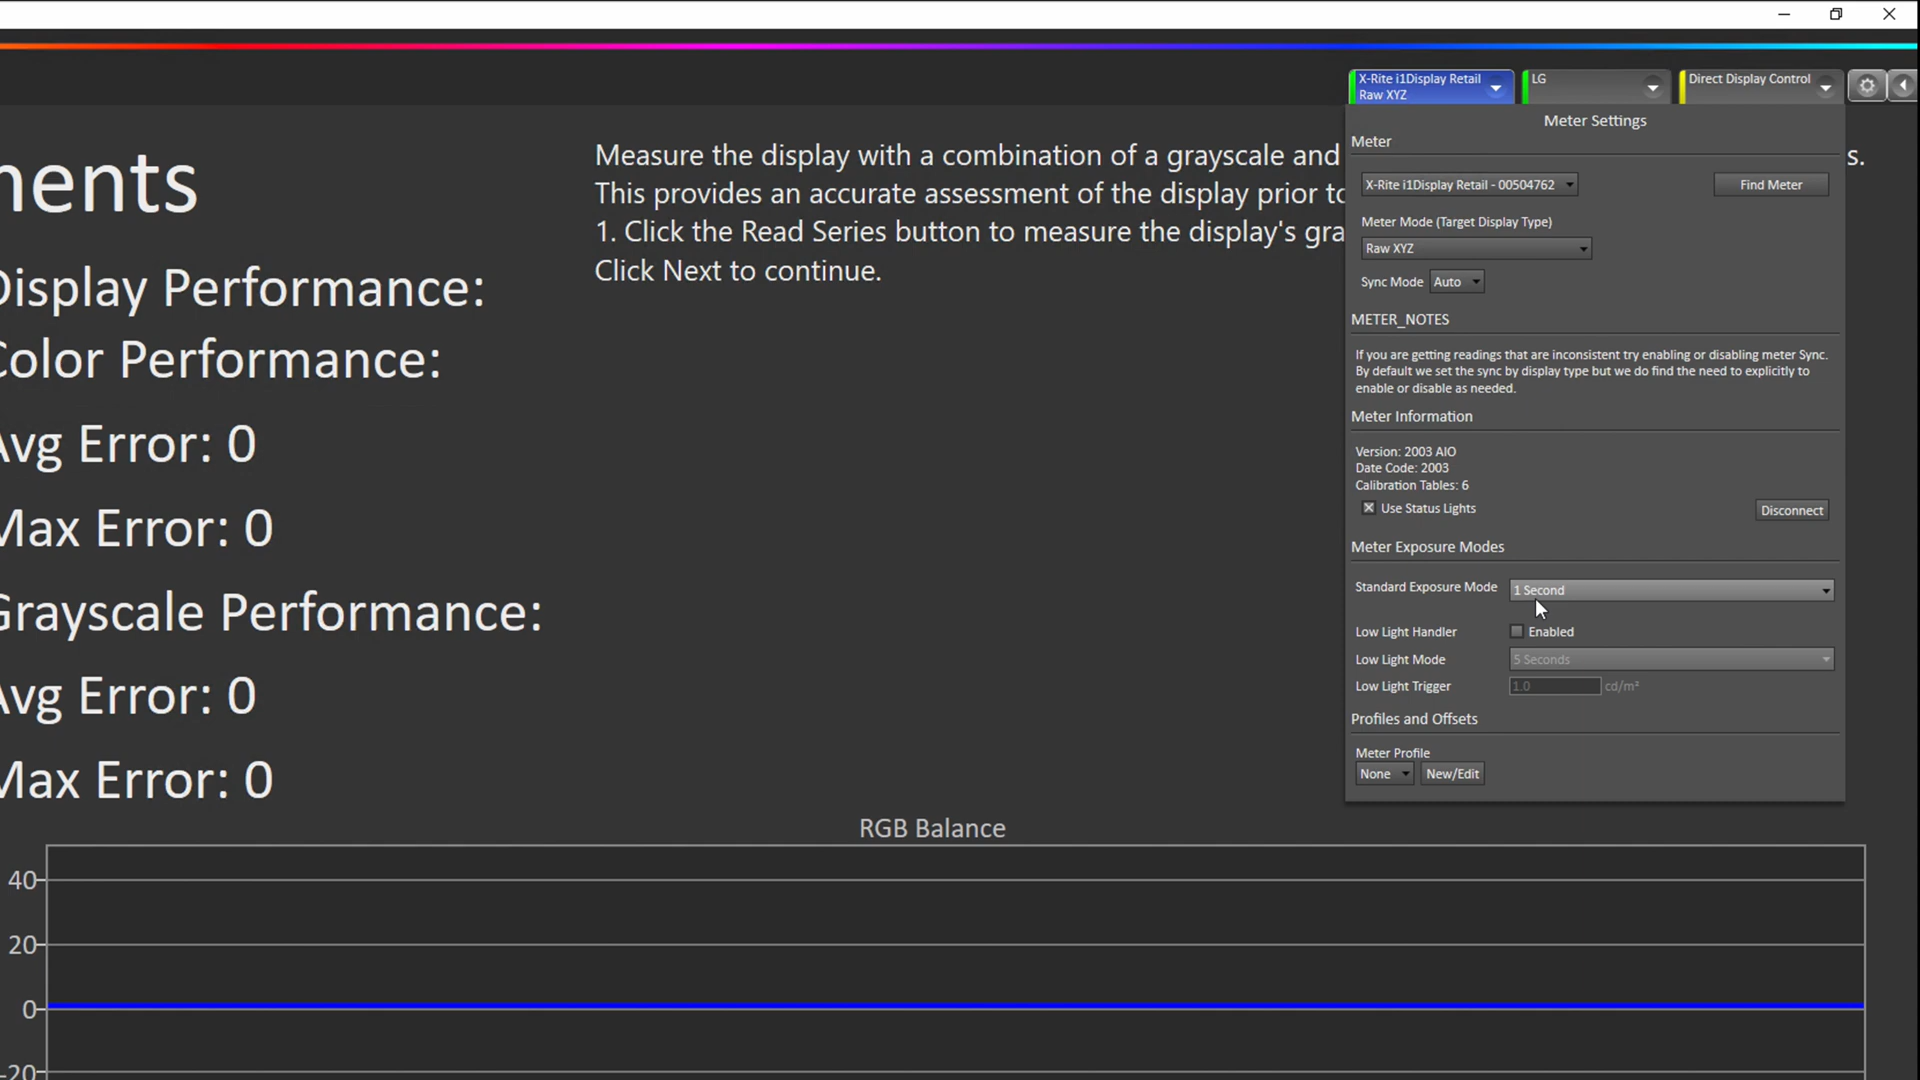 X-Rite i1Display Retail
Raw XYZ
LG
Direct Display Control
Meter Settings
Meter
X-Rite i1Display Retail - 00504762
Find Meter
Meter Mode (Target Display Type)
Raw XYZ
Sync Mode Auto
METER_NOTES
If you are getting readings that are inconsistent try enabling or disabling meter Sync.
By default we set the sync by display type but we do find the need to explicitly to
enable or disable as needed.
Meter Information
Version: 2003 AIO
Date Code: 2003
Calibration Tables: 6
Use Status Lights
Disconnect
Meter Exposure Modes
Standard Exposure Mode 1 Second
Low Light Handler Enabled
Low Light Mode 5 Seconds
Low Light Trigger 1.0 cd/m²
Profiles and Offsets
Meter Profile
None New/Edit
Measure the display with a combination of a grayscale and s.
This provides an accurate assessment of the display prior to
1. Click the Read Series button to measure the display's gra
Click Next to continue.
ments
Display Performance:
Color Performance:
Avg Error: 0
Max Error: 0
Grayscale Performance:
Avg Error: 0
Max Error: 0
RGB Balance
40
20
0
-20